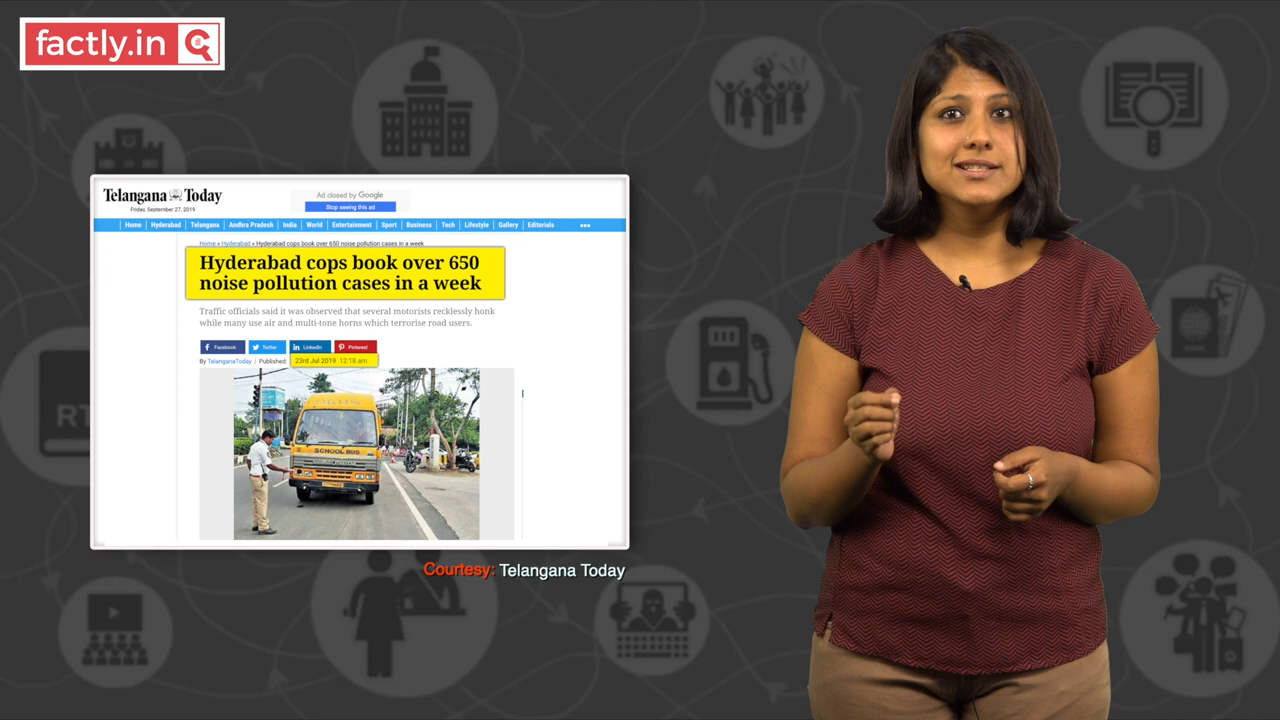 factly.in
Telangana Today
Friday, September 27, 2019
Ad closed by Google
Stop seeing this ad
Home Hyderabad Telangana Andhra Pradesh India World Entertainment Sport Business Tech Lifestyle Gallery Editorials •••
Home » Hyderabad » Hyderabad cops book over 650 noise pollution cases in a week
Hyderabad cops book over 650
noise pollution cases in a week
Traffic officials said it was observed that several motorists recklessly honk
while many use air and multi-tone horns which terrorise road users.
Facebook Twitter LinkedIn Pinterest
By TelanganaToday | Published: 23rd Jul 2019 12:18 am
SCHOOL BUS
RT
Courtesy: Telangana Today